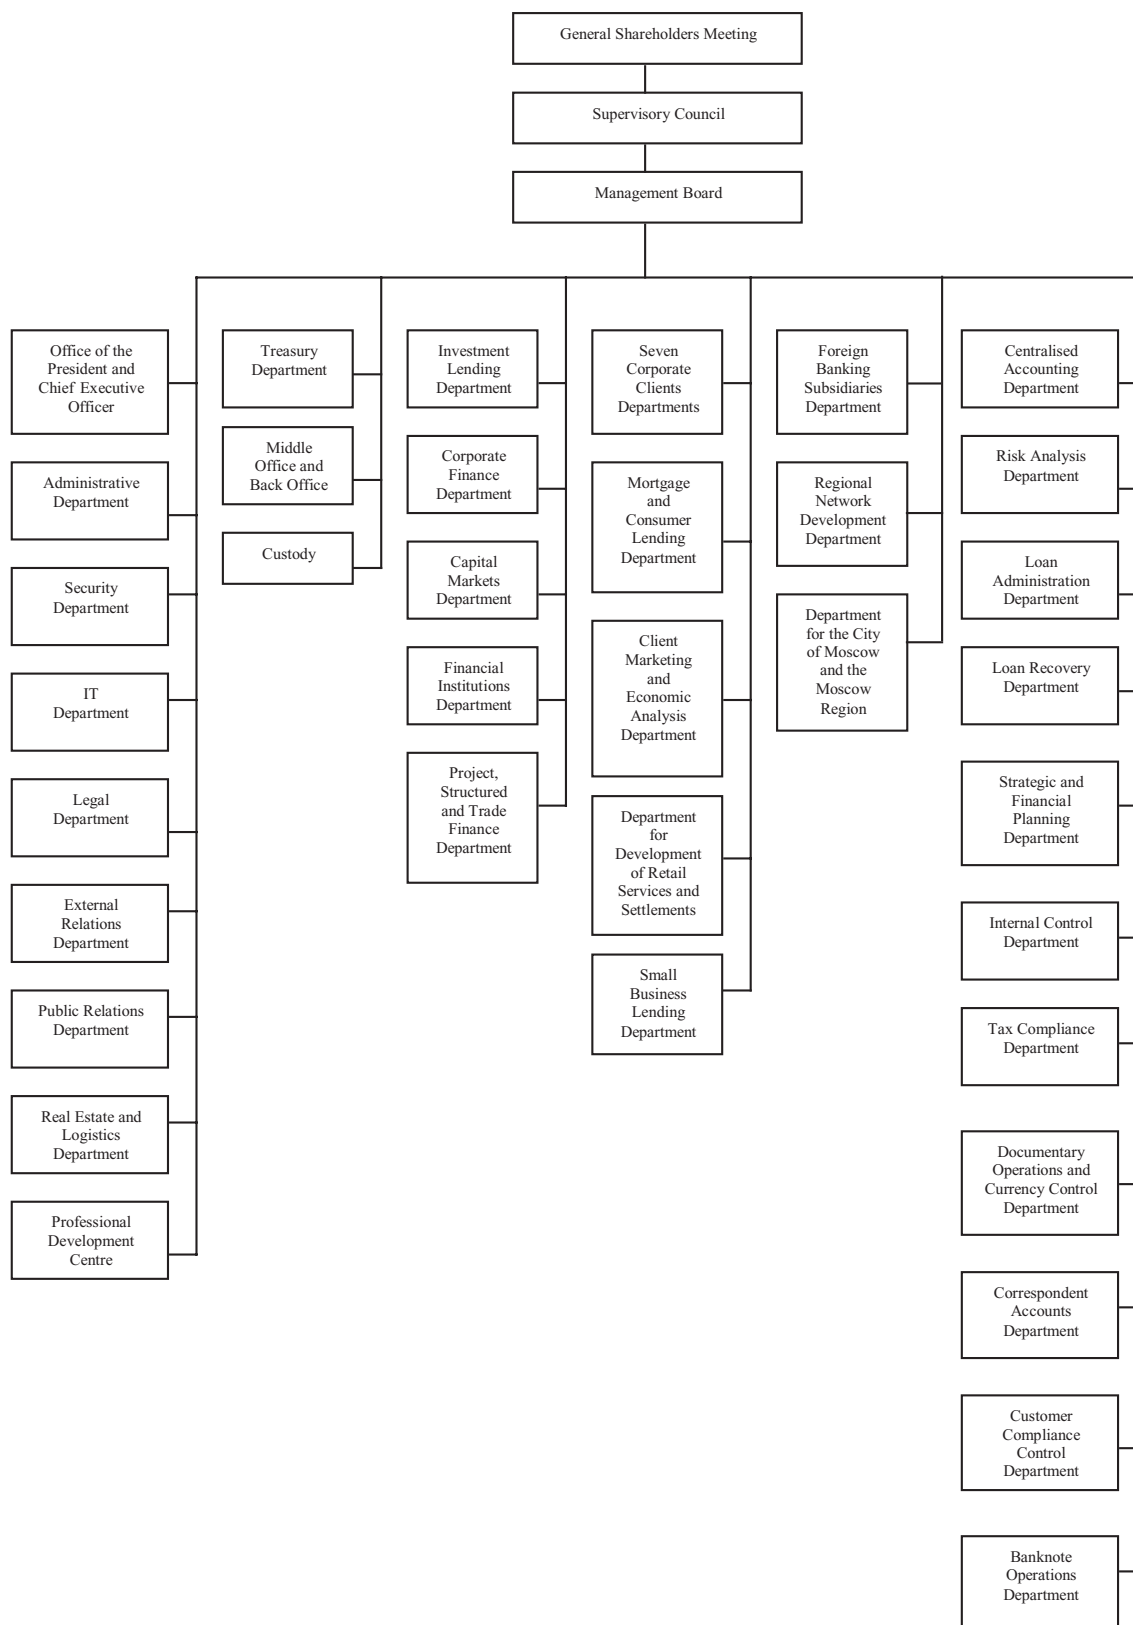 General Shareholders Meeting
Supervisory Council
Management Board
Office of the
President and
Chief Executive
Officer
Administrative
Department
Security
Department
IT
Department
Legal
Department
External
Relations
Department
Public Relations
Department
Real Estate and
Logistics
Department
Professional
Development
Centre
Treasury
Department
Middle
Office and
Back Office
Custody
Investment
Lending
Department
Corporate
Finance
Department
Capital
Markets
Department
Financial
Institutions
Department
Project,
Structured
and Trade
Finance
Department
Seven
Corporate
Clients
Departments
Mortgage
and
Consumer
Lending
Department
Client
Marketing
and
Economic
Analysis
Department
Department
for
Development
of Retail
Services and
Settlements
Small
Business
Lending
Department
Foreign
Banking
Subsidiaries
Department
Regional
Network
Development
Department
Department
for the City
of Moscow
and the
Moscow
Region
Centralised
Accounting
Department
Risk Analysis
Department
Loan
Administration
Department
Loan Recovery
Department
Strategic and
Financial
Planning
Department
Internal Control
Department
Tax Compliance
Department
Documentary
Operations and
Currency Control
Department
Correspondent
Accounts
Department
Customer
Compliance
Control
Department
Banknote
Operations
Department